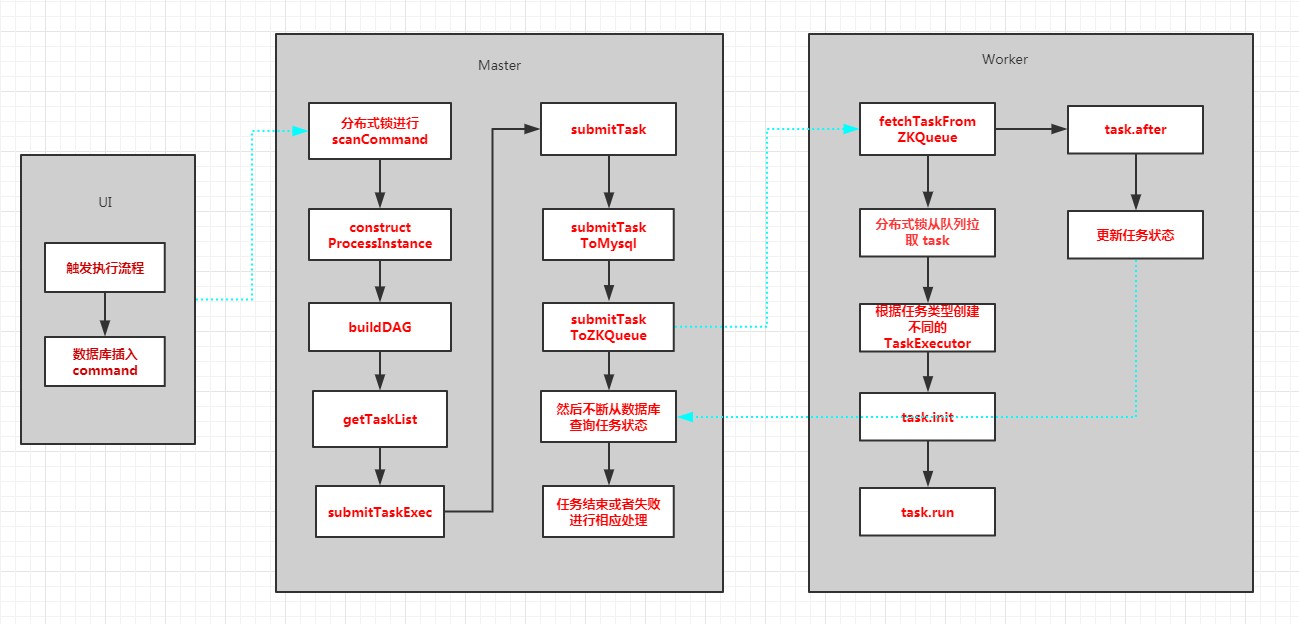 UI
触发执行流程
数据库插入
command
Master
分布式锁进行
scanCommand
construct
ProcessInstance
buildDAG
getTaskList
submitTaskExec
submitTask
submitTask
ToMysql
submitTask
ToZKQueue
然后不断从数据库
查询任务状态
任务结束或者失败
进行相应处理
Worker
fetchTaskFrom
ZKQueue
分布式锁从队列拉
取 task
根据任务类型创建
不同的
TaskExecutor
task.init
task.run
task.after
更新任务状态